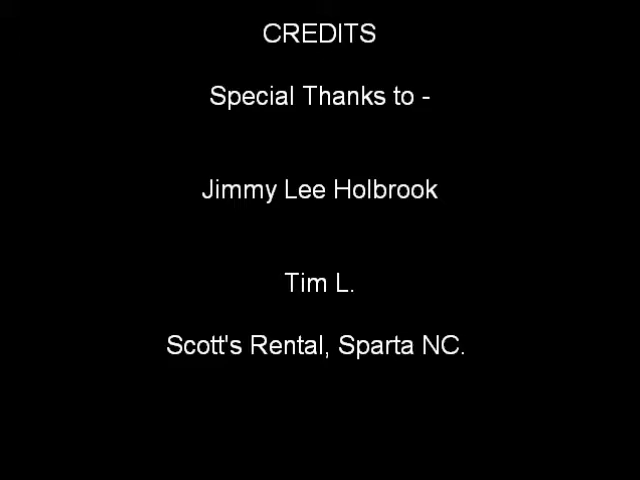 CREDITS
Special Thanks to -
Jimmy Lee Holbrook
Tim L.
Scott's Rental, Sparta NC.